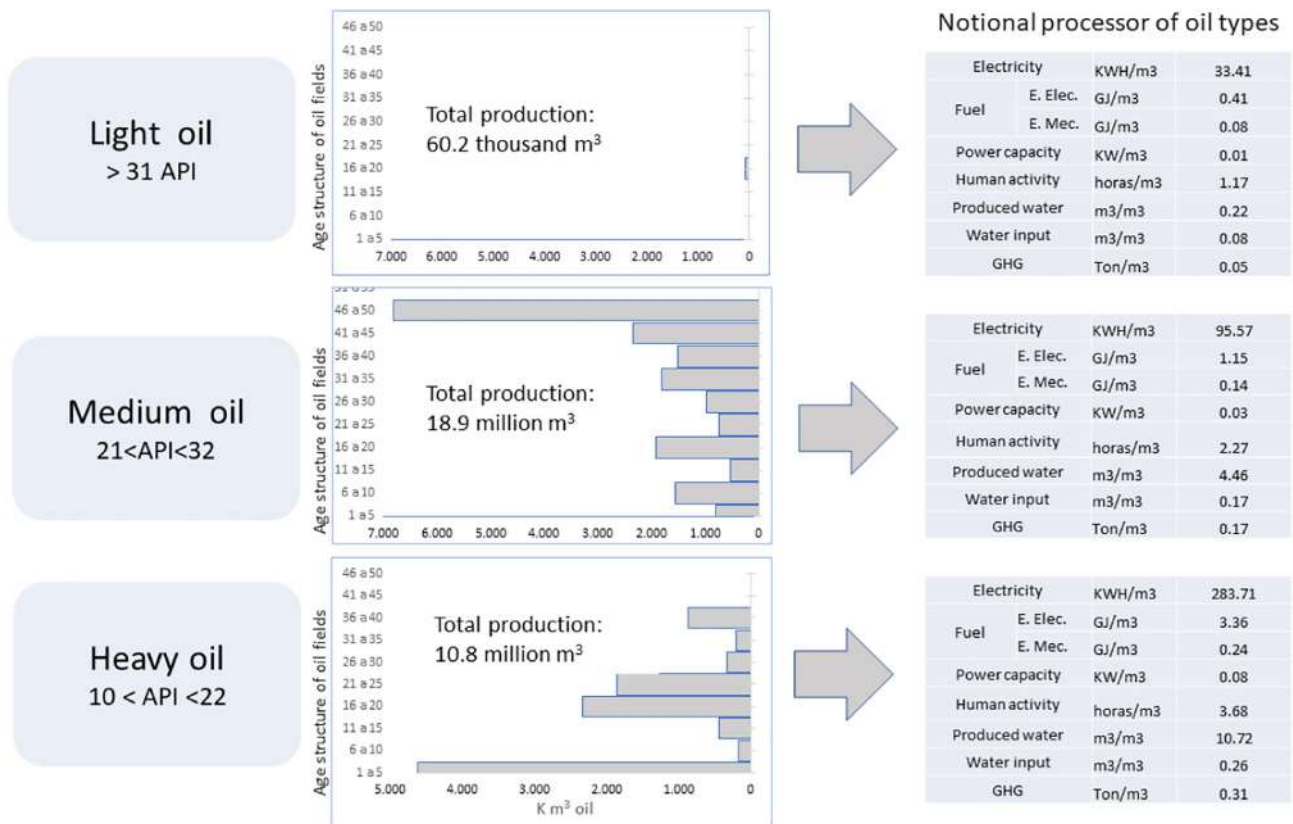 Notional processor of oil types
Light oil
> 31 API
Age structure of oil fields
46 a 50
41 a 45
36 a 40
31 a 35
26 a 30
21 a 25
16 a 20
11 a 15
6 a 10
1 a 5
Total production:
60.2 thousand m³
7.000 6.000 5.000 4.000 3.000 2.000 1.000 0
Electricity KWH/m3 33.41
Fuel E. Elec. GJ/m3 0.41
E. Mec. GJ/m3 0.08
Power capacity KW/m3 0.01
Human activity horas/m3 1.17
Produced water m3/m3 0.22
Water input m3/m3 0.08
GHG Ton/m3 0.05
Medium oil
21<API<32
Age structure of oil fields
46 a 50
41 a 45
36 a 40
31 a 35
26 a 30
21 a 25
16 a 20
11 a 15
6 a 10
1 a 5
Total production:
18.9 million m³
7.000 6.000 5.000 4.000 3.000 2.000 1.000 0
Electricity KWH/m3 95.57
Fuel E. Elec. GJ/m3 1.15
E. Mec. GJ/m3 0.14
Power capacity KW/m3 0.03
Human activity horas/m3 2.27
Produced water m3/m3 4.46
Water input m3/m3 0.17
GHG Ton/m3 0.17
Heavy oil
10 < API <22
Age structure of oil fields
46 a 50
41 a 45
36 a 40
31 a 35
26 a 30
21 a 25
16 a 20
11 a 15
6 a 10
1 a 5
Total production:
10.8 million m³
5.000 4.000 3.000 2.000 1.000 0
K m³ oil
Electricity KWH/m3 283.71
Fuel E. Elec. GJ/m3 3.36
E. Mec. GJ/m3 0.24
Power capacity KW/m3 0.08
Human activity horas/m3 3.68
Produced water m3/m3 10.72
Water input m3/m3 0.26
GHG Ton/m3 0.31